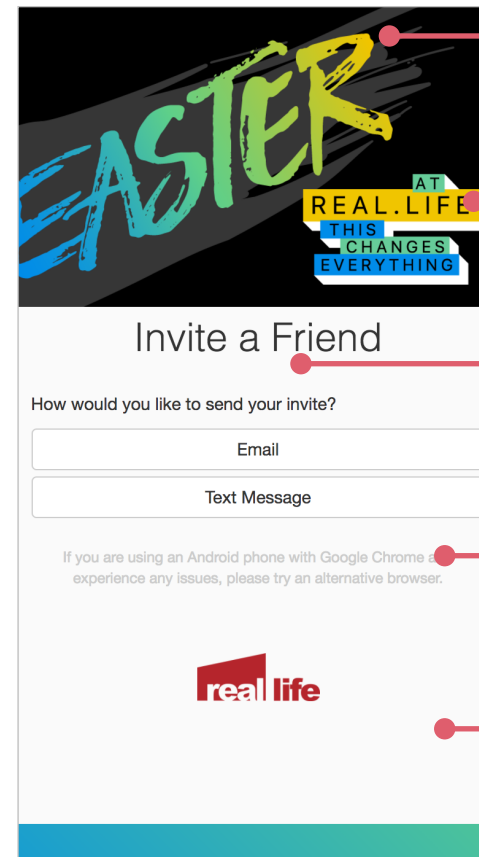 EASTER
AT
REAL.LIFE
THIS
CHANGES
EVERYTHING
Invite a Friend
How would you like to send your invite?
Email
Text Message
If you are using an Android phone with Google Chrome
experience any issues, please try an alternative browser.
real life